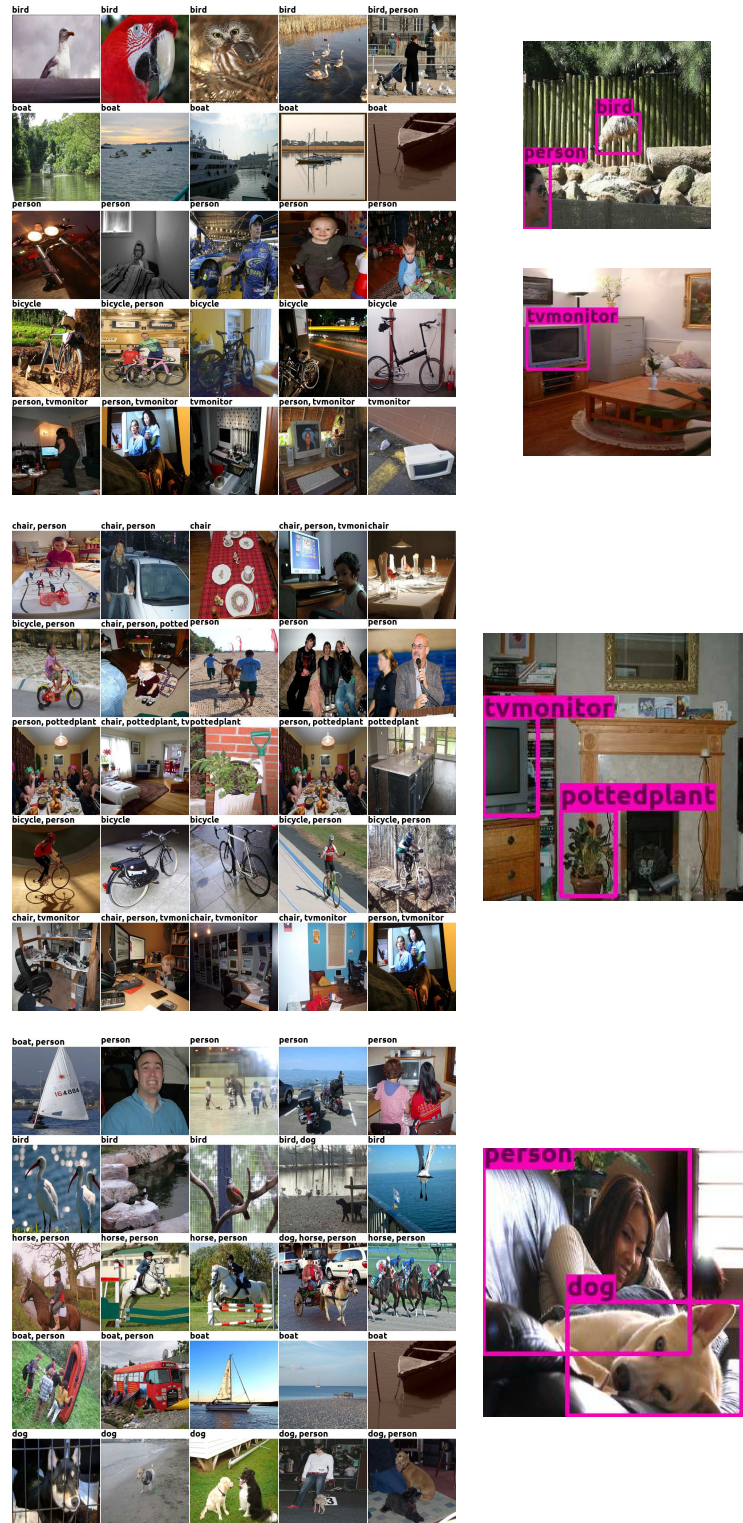 bird bird bird bird bird, person
boat boat boat boat boat
person person person person person
bicycle bicycle, person bicycle bicycle bicycle
person, tvmonitor person, tvmonitor tvmonitor person, tvmonitor tvmonitor
bird
person
tvmonitor
chair, person chair, person chair chair, person, tvmoni chair
bicycle, person chair, person, potted person person person
person, pottedplant chair, pottedplant, tv pottedplant person, pottedplant pottedplant
bicycle, person bicycle bicycle bicycle, person bicycle, person
chair, tvmonitor chair, person, tvmoni chair, tvmonitor chair, tvmonitor person, tvmonitor
tvmonitor
pottedplant
boat, person person person person person
bird bird bird bird, dog bird
horse, person horse, person horse, person dog, horse, person horse, person
boat, person boat, person boat boat boat
dog dog dog dog, person dog, person
person
dog